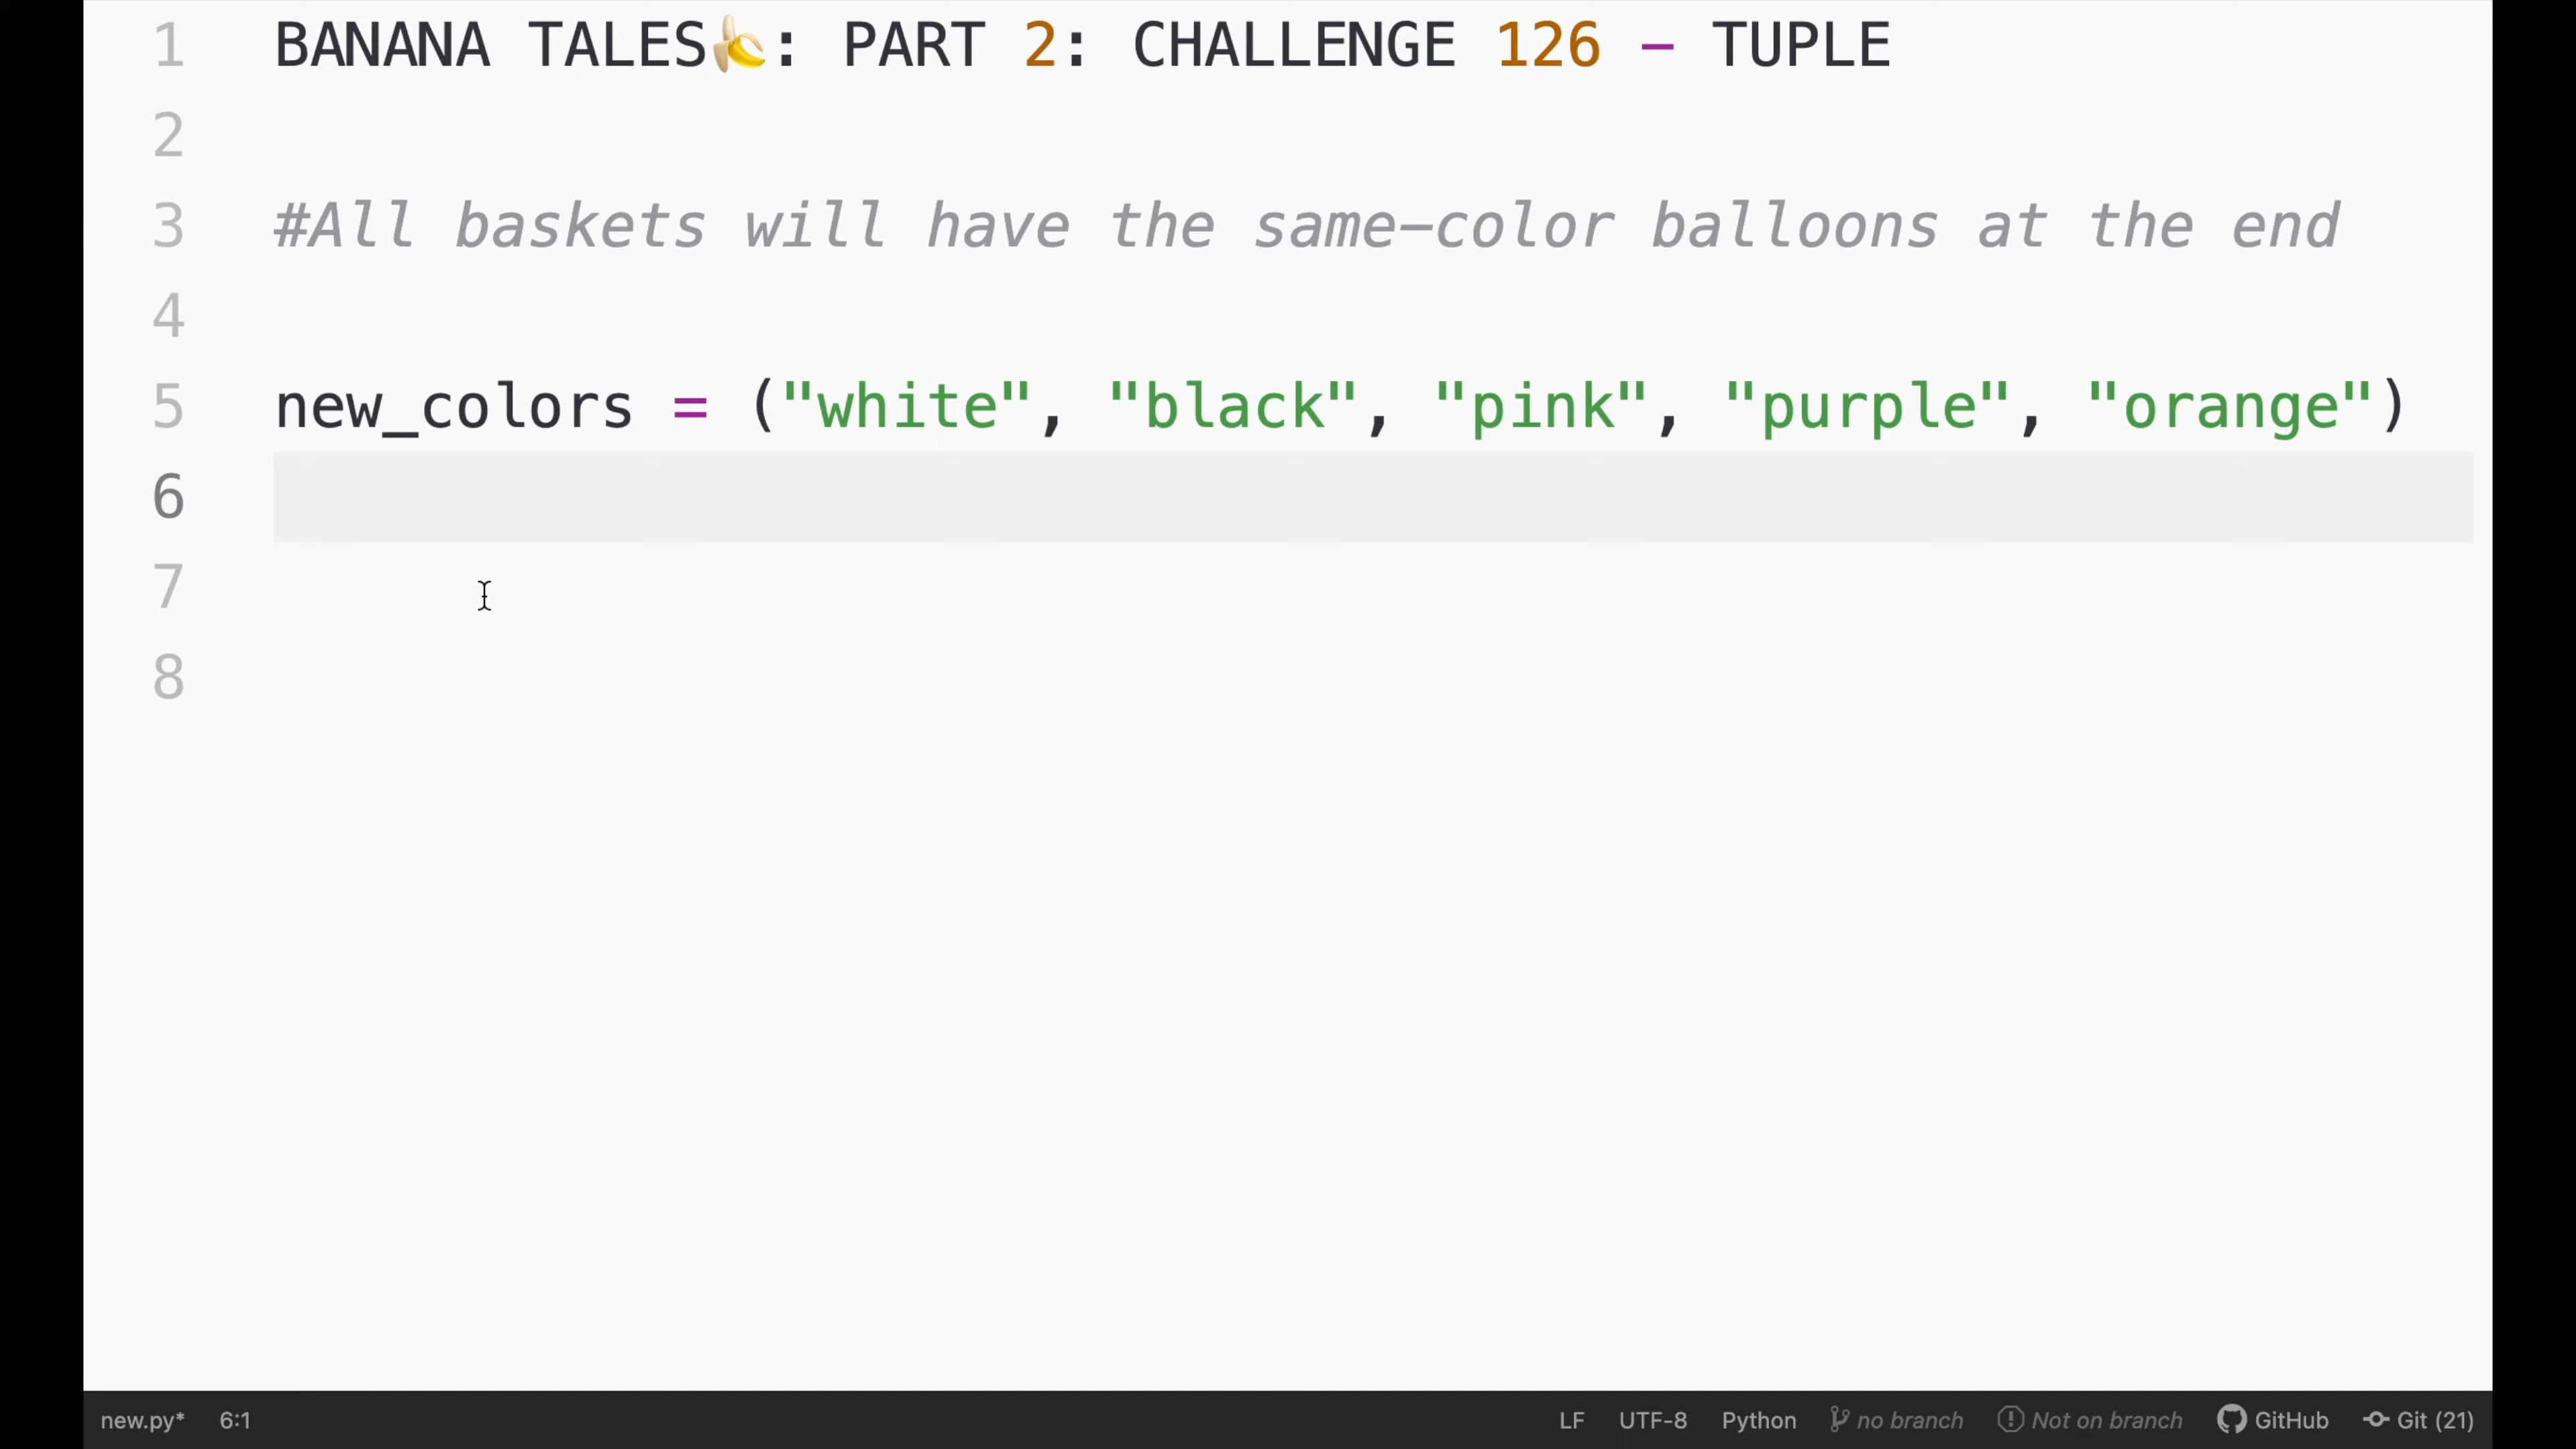 1 BANANA TALES🍌: PART 2: CHALLENGE 126 – TUPLE
2
3 #All baskets will have the same-color balloons at the end
4
5 new_colors = ("white", "black", "pink", "purple", "orange")
6
7
8
new.py* 6:1 LF UTF-8 Python no branch Not on branch GitHub Git (21)